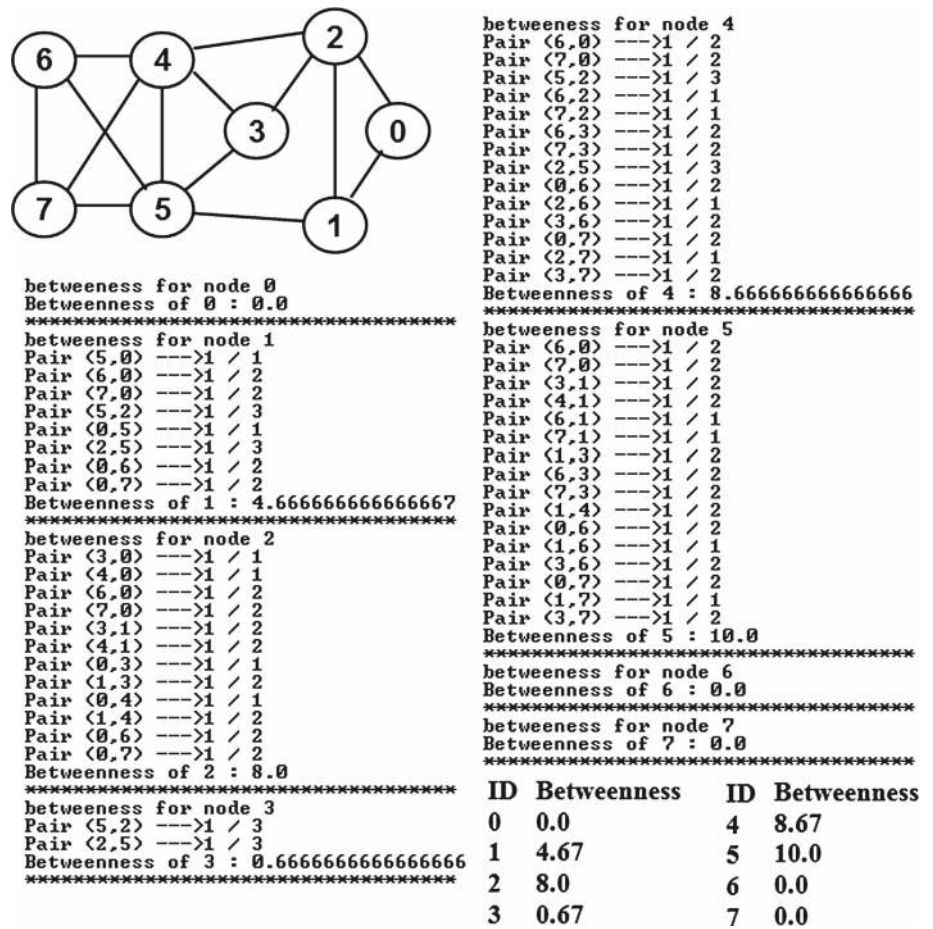 2
6
4
3
0
7
5
1
betweeness for node 0
Betweenness of 0 : 0.0
****************************************
betweeness for node 1
Pair (5,0) --->1 / 1
Pair (6,0) --->1 / 2
Pair (7,0) --->1 / 2
Pair (5,2) --->1 / 3
Pair (0,5) --->1 / 1
Pair (2,5) --->1 / 3
Pair (0,6) --->1 / 2
Pair (0,7) --->1 / 2
Betweenness of 1 : 4.666666666666667
****************************************
betweeness for node 2
Pair (3,0) --->1 / 1
Pair (4,0) --->1 / 1
Pair (6,0) --->1 / 2
Pair (7,0) --->1 / 2
Pair (3,1) --->1 / 2
Pair (4,1) --->1 / 2
Pair (0,3) --->1 / 1
Pair (1,3) --->1 / 2
Pair (0,4) --->1 / 1
Pair (1,4) --->1 / 2
Pair (0,6) --->1 / 2
Pair (0,7) --->1 / 2
Betweenness of 2 : 8.0
****************************************
betweeness for node 3
Pair (5,2) --->1 / 3
Pair (2,5) --->1 / 3
Betweenness of 3 : 0.6666666666666666
****************************************
betweeness for node 4
Pair (6,0) --->1 / 2
Pair (7,0) --->1 / 2
Pair (5,2) --->1 / 3
Pair (6,2) --->1 / 1
Pair (7,2) --->1 / 1
Pair (6,3) --->1 / 2
Pair (7,3) --->1 / 2
Pair (2,5) --->1 / 3
Pair (0,6) --->1 / 2
Pair (2,6) --->1 / 1
Pair (3,6) --->1 / 2
Pair (0,7) --->1 / 2
Pair (2,7) --->1 / 1
Pair (3,7) --->1 / 2
Betweenness of 4 : 8.666666666666666
****************************************
betweeness for node 5
Pair (6,0) --->1 / 2
Pair (7,0) --->1 / 2
Pair (3,1) --->1 / 2
Pair (4,1) --->1 / 2
Pair (6,1) --->1 / 1
Pair (7,1) --->1 / 1
Pair (1,3) --->1 / 2
Pair (6,3) --->1 / 2
Pair (7,3) --->1 / 2
Pair (1,4) --->1 / 2
Pair (0,6) --->1 / 2
Pair (1,6) --->1 / 1
Pair (3,6) --->1 / 2
Pair (0,7) --->1 / 2
Pair (1,7) --->1 / 1
Pair (3,7) --->1 / 2
Betweenness of 5 : 10.0
****************************************
betweeness for node 6
Betweenness of 6 : 0.0
****************************************
betweeness for node 7
Betweenness of 7 : 0.0
****************************************
ID Betweenness ID Betweenness
0 0.0 4 8.67
1 4.67 5 10.0
2 8.0 6 0.0
3 0.67 7 0.0